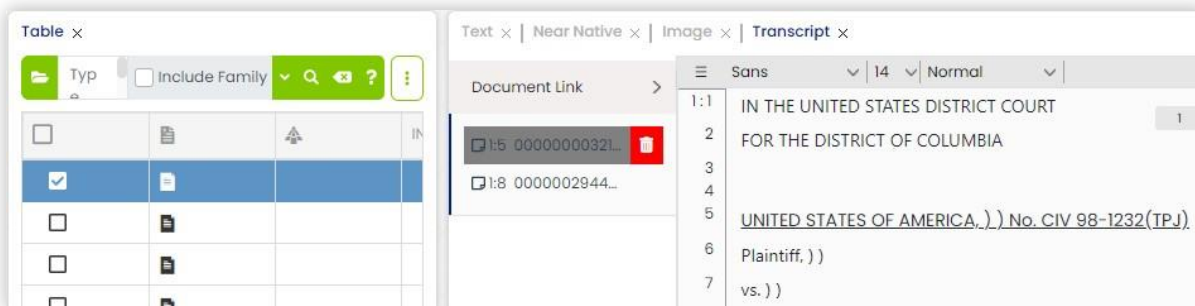 Table ×
Typ
Include Family
?
IN
Text × | Near Native × | Image × | Transcript ×
Document Link >
1:5 00000000321...
1:8 0000002944...
Sans 14 Normal
1
1:1 IN THE UNITED STATES DISTRICT COURT
2 FOR THE DISTRICT OF COLUMBIA
3
4
5 UNITED STATES OF AMERICA, ) ) No. CIV 98-1232(TPJ)
6 Plaintiff, ) )
7 vs. ) )